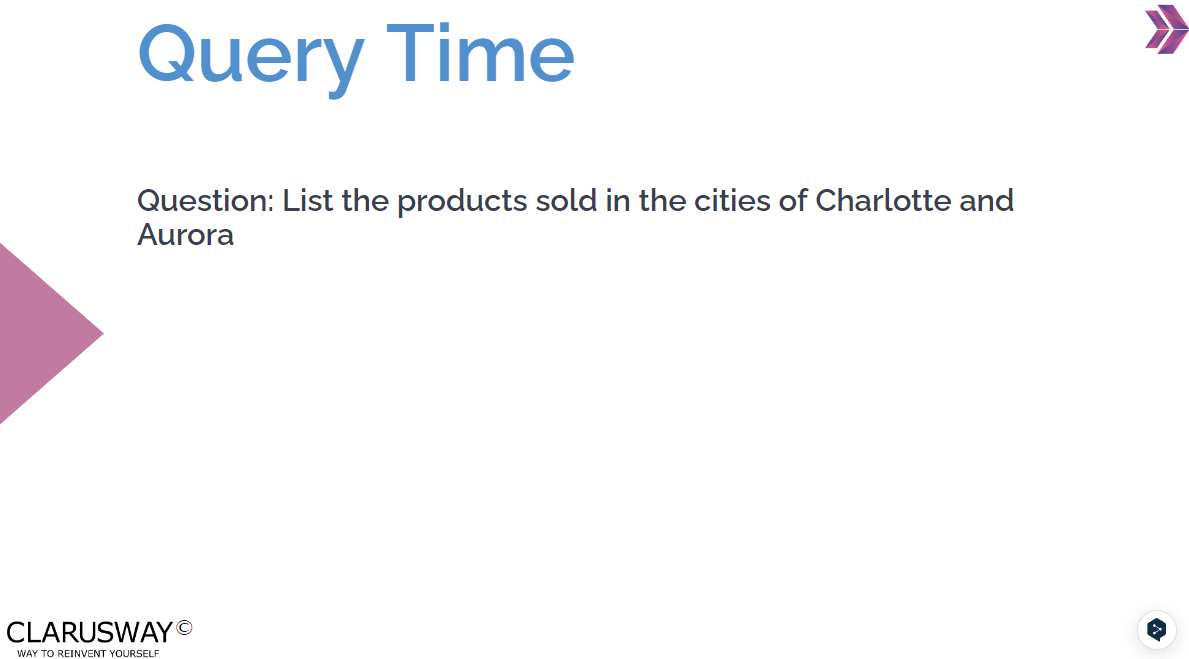 Query Time
Question: List the products sold in the cities of Charlotte and
Aurora
CLARUSWAY©
WAY TO REINVENT YOURSELF